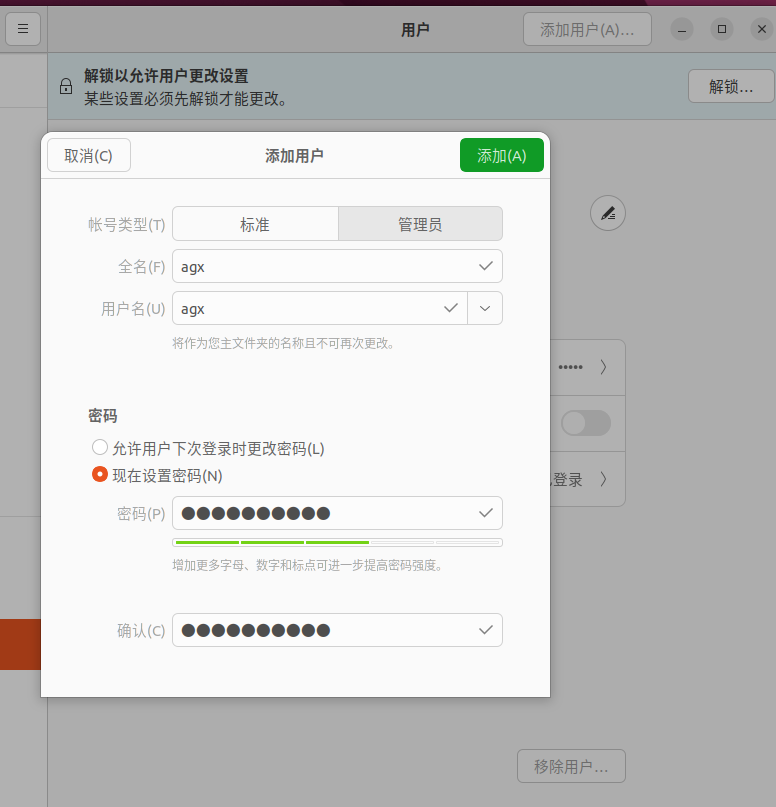 用户
添加用户(A)...
解锁以允许用户更改设置
某些设置必须先解锁才能更改。
解锁...
取消(C)
添加用户
添加(A)
帐号类型(T)
标准
管理员
全名(F)
agx
用户名(U)
agx
将作为您主文件夹的名称且不可再次更改。
密码
允许用户下次登录时更改密码(L)
现在设置密码(N)
登录
密码(P)
●●●●●●●●●●
增加更多字母、数字和标点可进一步提高密码强度。
确认(C)
●●●●●●●●●●
移除用户...